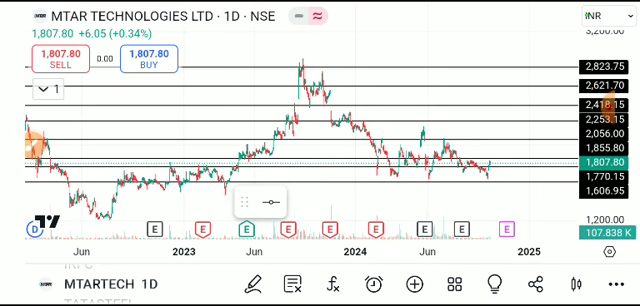 MTAR TECHNOLOGIES LTD · 1D · NSE
INR
1,807.80 +6.05 (+0.34%)
3,200.00
1,807.80
SELL
0.00
1,807.80
BUY
1
2,823.75
2,621.70
2,418.15
2,253.15
2,056.00
1,855.80
1,807.80
1,770.15
1,606.95
1,200.00
107.838 K
D
E E E E E E E E E
Jun 2023 Jun 2024 Jun 2025
MTARTECH 1D
TATASTEEL